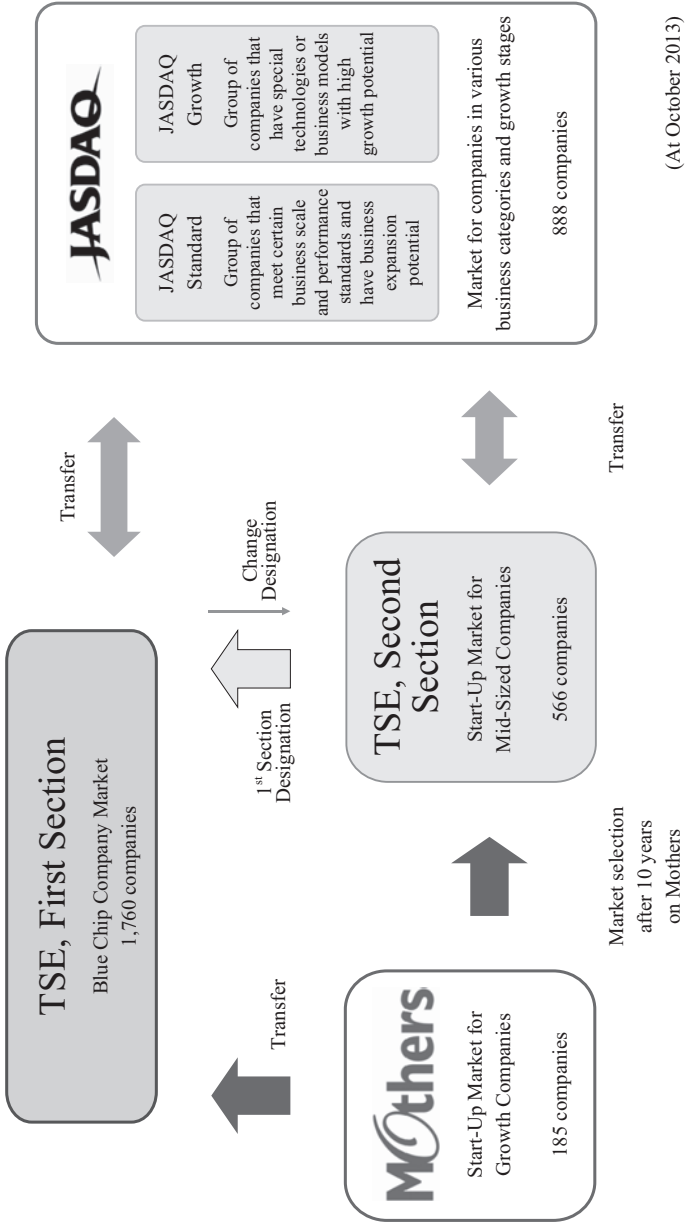 TSE, First Section
Blue Chip Company Market
1,760 companies
Transfer
Transfer
1st Section
Designation
Change
Designation
Mothers
Start-Up Market for
Growth Companies
185 companies
Market selection
after 10 years
on Mothers
TSE, Second
Section
Start-Up Market for
Mid-Sized Companies
566 companies
Transfer
JASDAQ
JASDAQ
Standard
Group of
companies that
meet certain
business scale
and performance
standards and
have business
expansion
potential
JASDAQ
Growth
Group of
companies that
have special
technologies or
business models
with high
growth potential
Market for companies in various
business categories and growth stages
888 companies
(At October 2013)